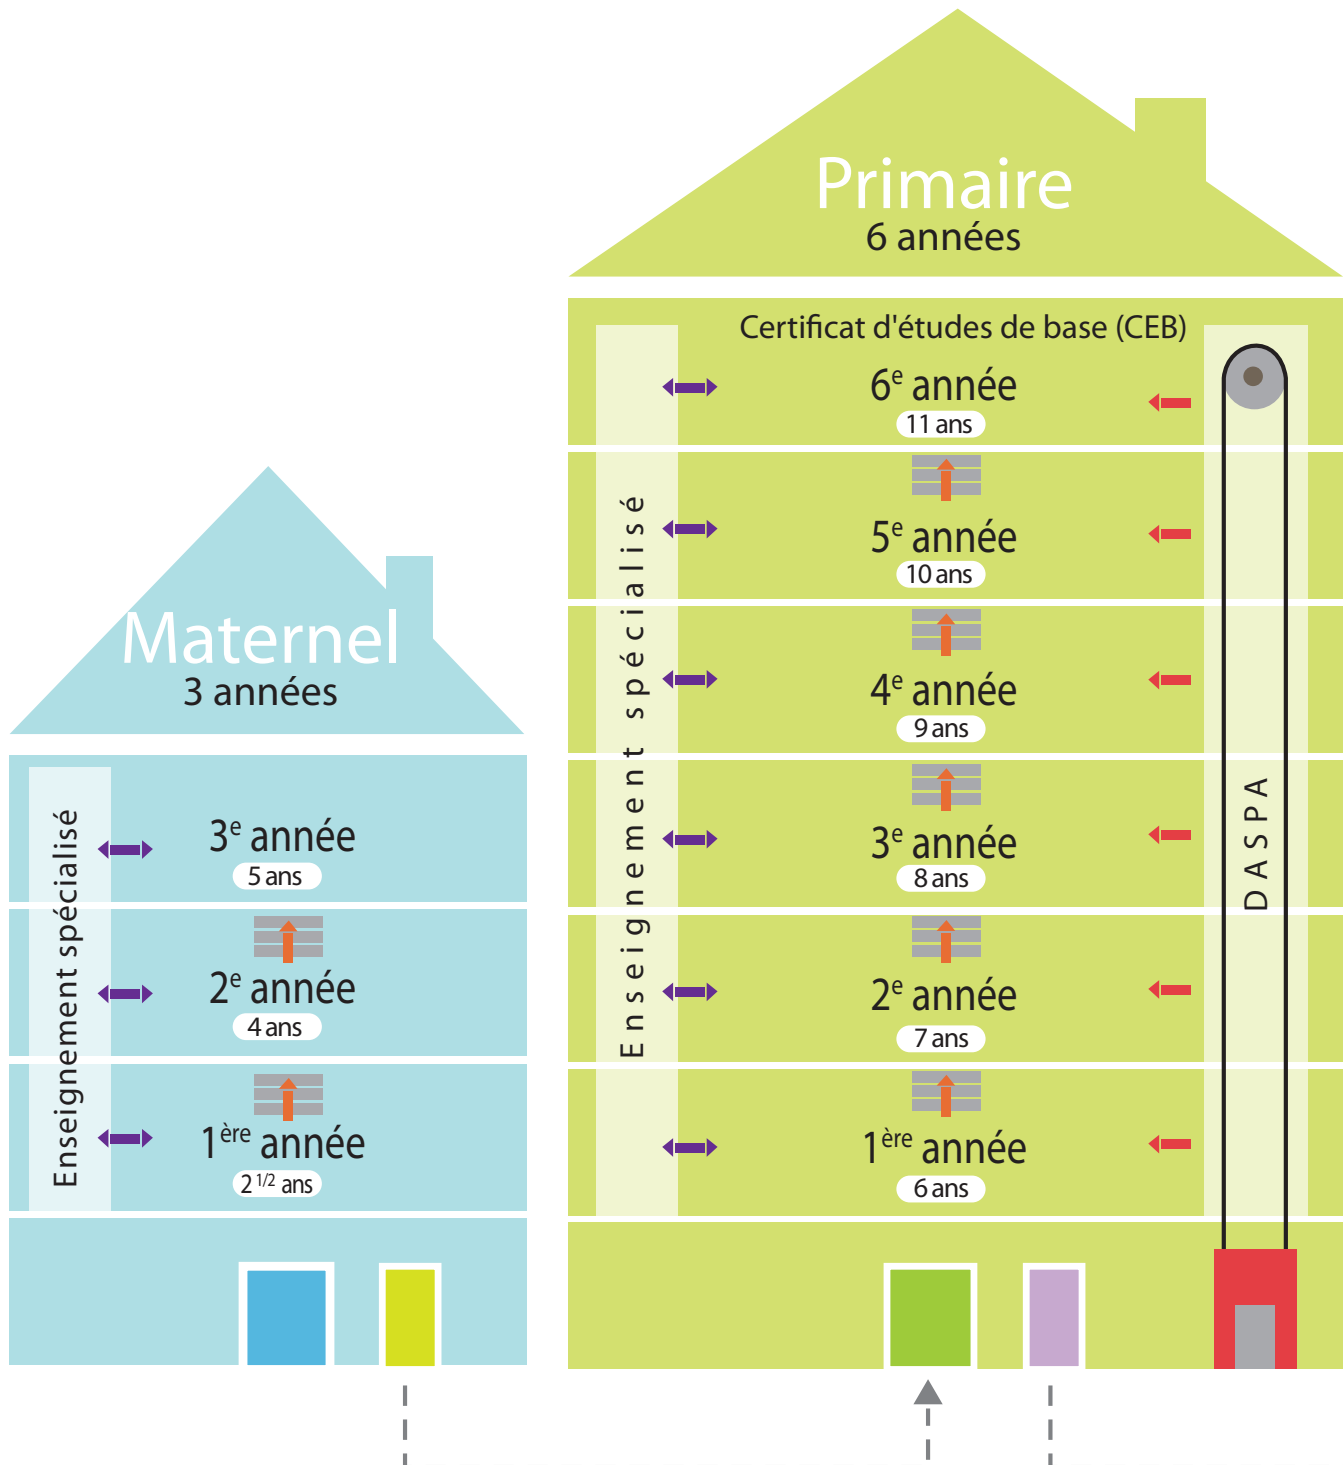 Maternel
3 années
Enseignement spécialisé
3e année
5 ans
2e année
4 ans
1ère année
2 1/2 ans
Primaire
6 années
Certificat d'études de base (CEB)
Enseignement spécialisé
6e année
11 ans
5e année
10 ans
4e année
9 ans
3e année
8 ans
2e année
7 ans
1ère année
6 ans
DASPA